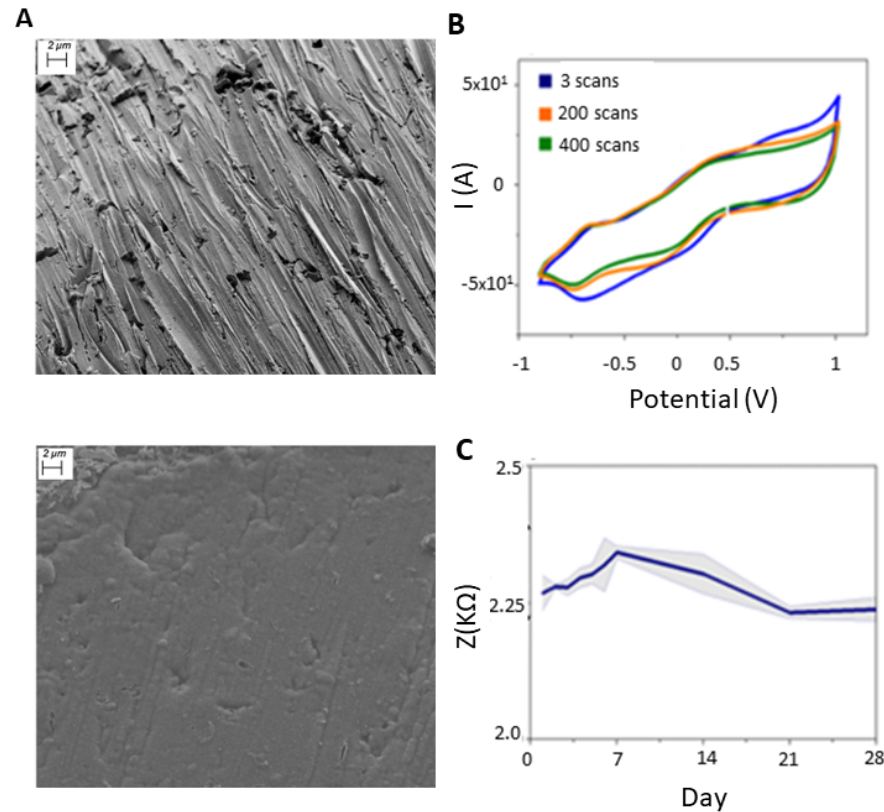 A
2 µm
B
5x10¹
3 scans
200 scans
400 scans
0
I (A)
-5x10¹
-1
-0.5
0
0.5
1
Potential (V)
2 µm
C
2.5
2.25
Z(KΩ)
2.0
0
7
14
21
28
Day